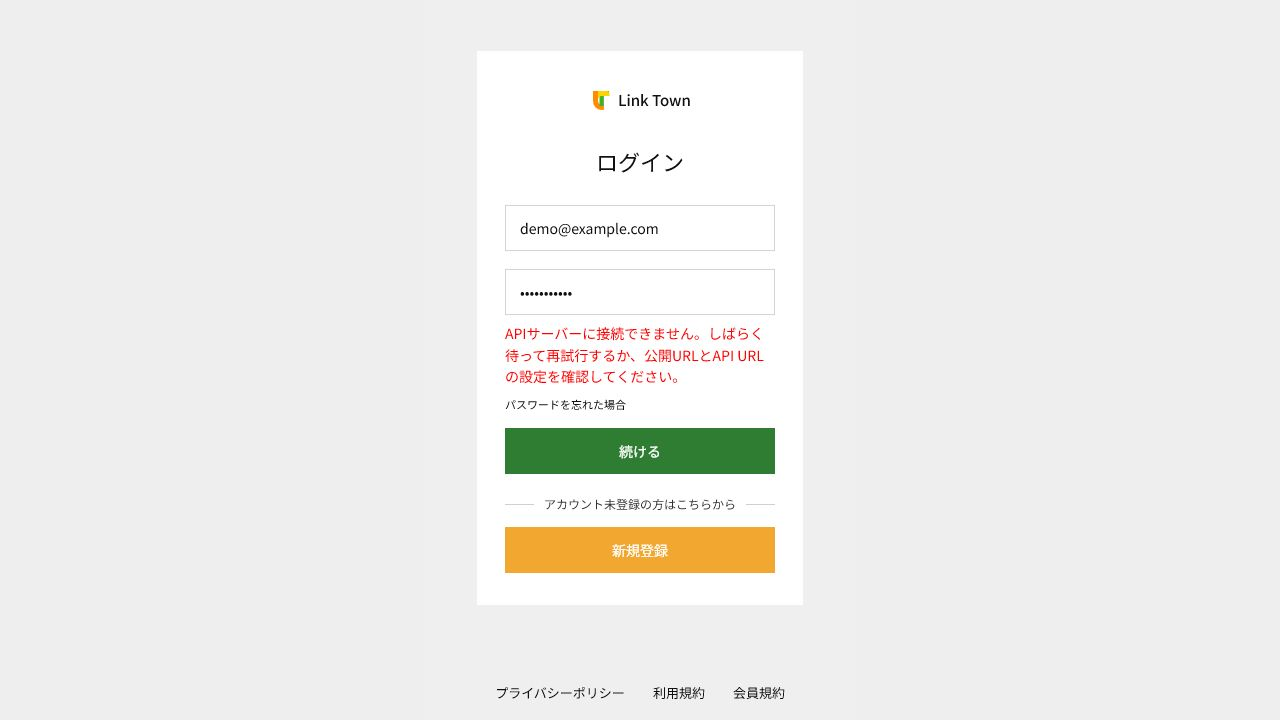 Link Town
ログイン
demo@example.com
•••••••••••
APIサーバーに接続できません。しばらく
待って再試行するか、公開URLとAPI URL
の設定を確認してください。
パスワードを忘れた場合
続ける
アカウント未登録の方はこちらから
新規登録
プライバシーポリシー 利用規約 会員規約